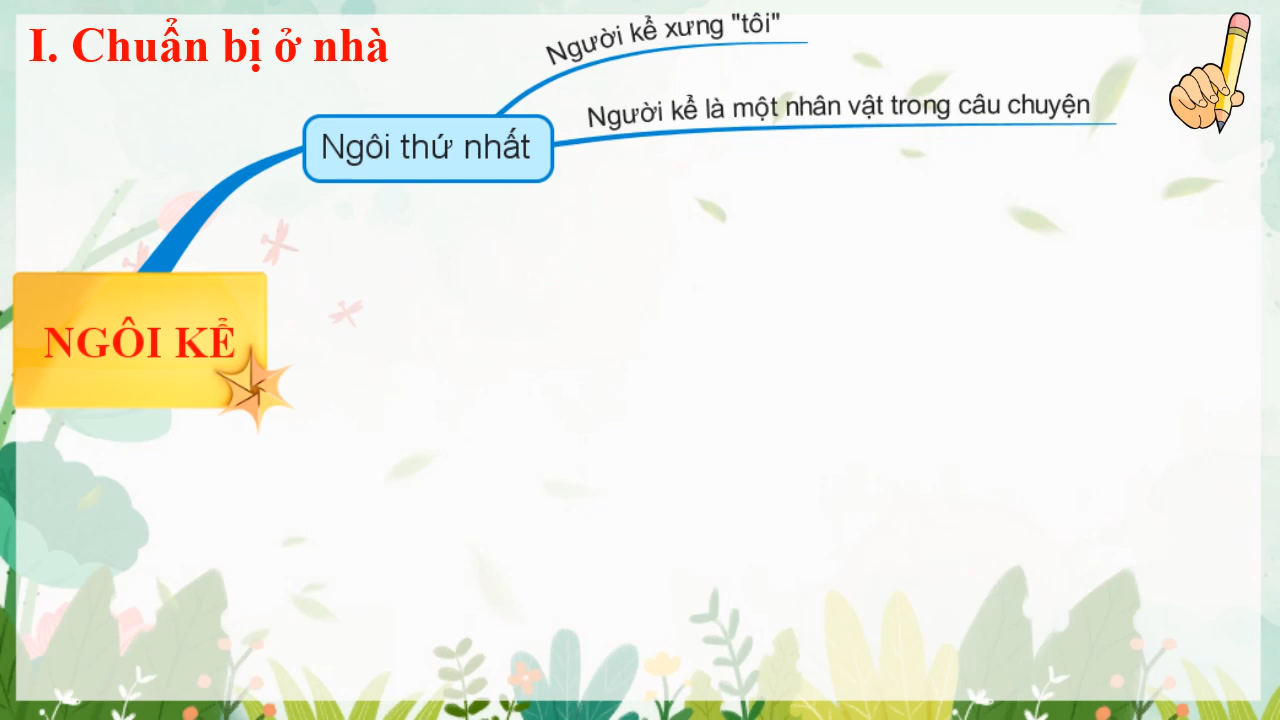 I. Chuẩn bị ở nhà
Người kể xưng "tôi"
Người kể là một nhân vật trong câu chuyện
Ngôi thứ nhất
NGÔI KỂ